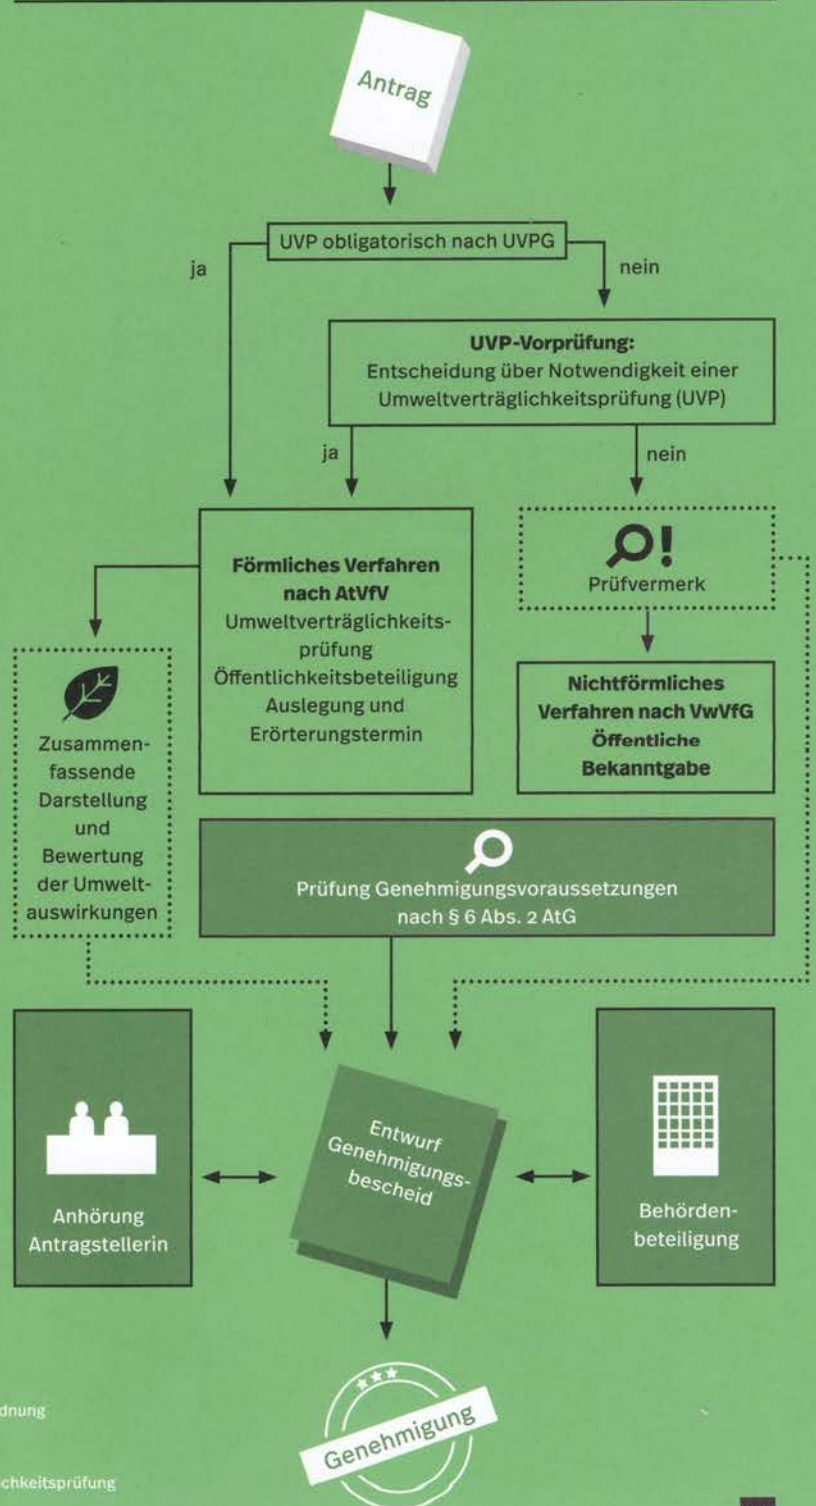 Antrag
UVP obligatorisch nach UVPG
ja
nein
UVP-Vorprüfung:
Entscheidung über Notwendigkeit einer
Umweltverträglichkeitsprüfung (UVP)
ja
nein
Förmliches Verfahren
nach AtVfV
Umweltverträglichkeits-
prüfung
Öffentlichkeitsbeteiligung
Auslegung und
Erörterungstermin
!
Prüfvermerk
Nichtförmliches
Verfahren nach VwVfG
Öffentliche
Bekanntgabe
Zusammen-
fassende
Darstellung
und
Bewertung
der Umwelt-
auswirkungen
Prüfung Genehmigungsvoraussetzungen
nach § 6 Abs. 2 AtG
Anhörung
Antragstellerin
Entwurf
Genehmigungs-
bescheid
Behörden-
beteiligung
Genehmigung
dnung
ichkeitsprüfung